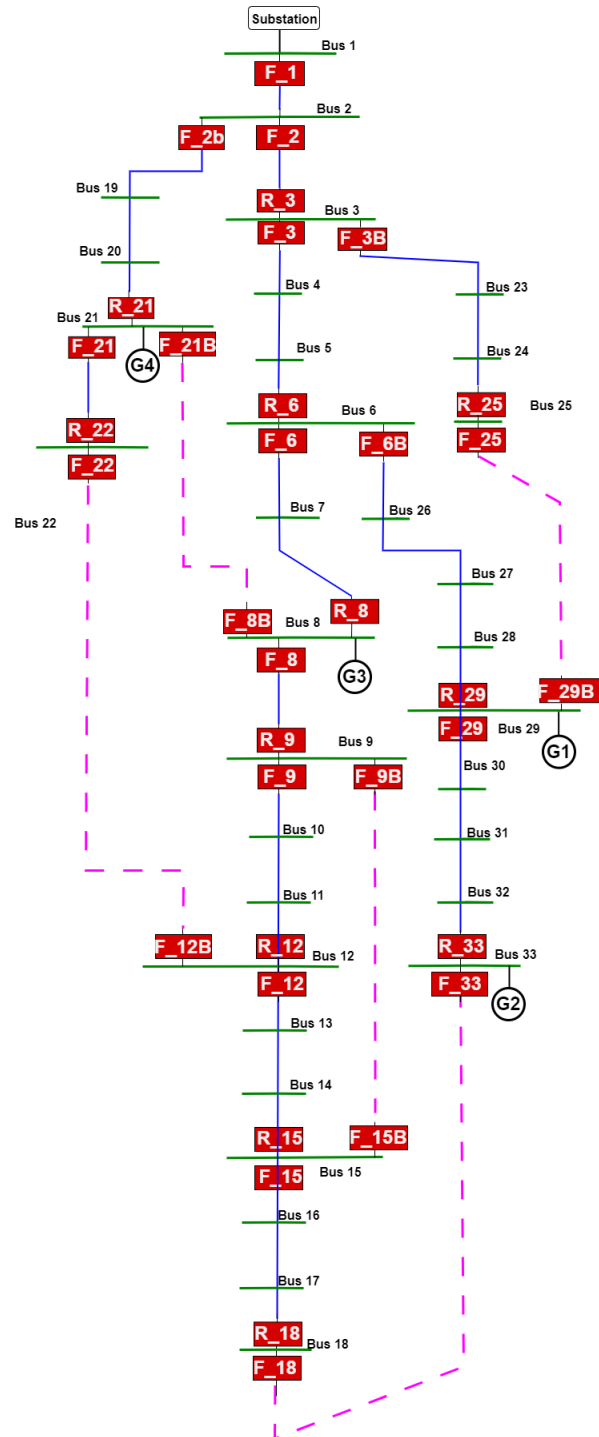 Substation
Bus 1
F_1
Bus 2
F_2b
F_2
Bus 19
R_3
Bus 3
F_3
F_3B
Bus 20
Bus 4
Bus 23
R_21
Bus 21
F_21
F_21B
G4
Bus 5
Bus 24
R_6
Bus 6
R_25
Bus 25
R_22
F_6
F_6B
F_25
F_22
Bus 22
Bus 7
Bus 26
Bus 27
R_8
F_8B
Bus 8
Bus 28
F_8
G3
R_29
F_29B
F_29
Bus 29
R_9
Bus 9
G1
F_9
F_9B
Bus 30
Bus 10
Bus 31
Bus 11
Bus 32
F_12B
R_12
Bus 12
R_33
Bus 33
F_12
F_33
G2
Bus 13
Bus 14
R_15
F_15B
F_15
Bus 15
Bus 16
Bus 17
R_18
Bus 18
F_18